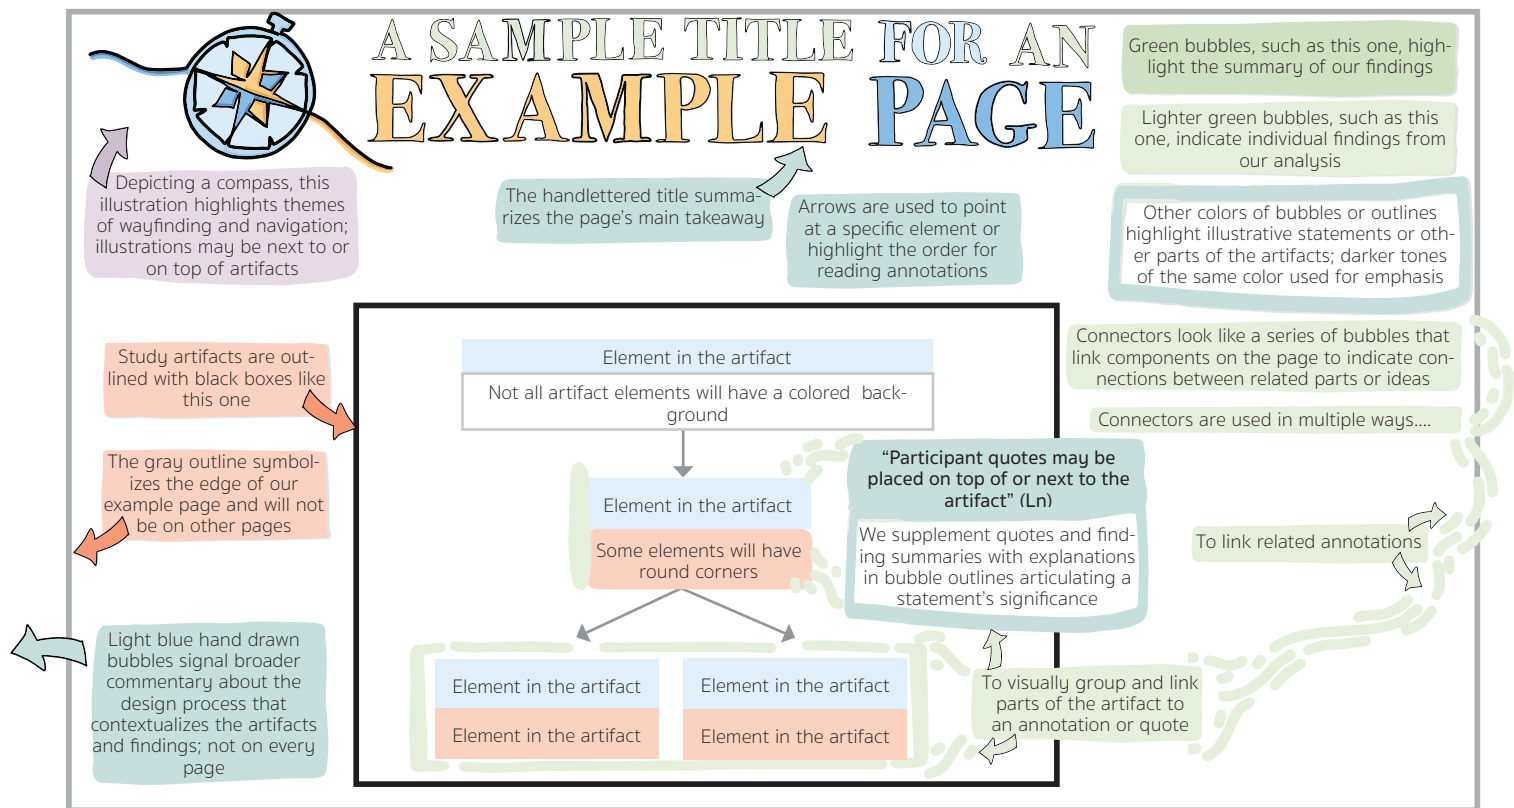 A SAMPLE TITLE FOR AN
EXAMPLE PAGE
Green bubbles, such as this one, high-
light the summary of our findings
Lighter green bubbles, such as this
one, indicate individual findings from
our analysis
Depicting a compass, this
illustration highlights themes
of wayfinding and navigation;
illustrations may be next to or
on top of artifacts
The handlettered title summa-
rizes the page's main takeaway
Arrows are used to point
at a specific element or
highlight the order for
reading annotations
Other colors of bubbles or outlines
highlight illustrative statements or oth-
er parts of the artifacts; darker tones
of the same color used for emphasis
Connectors look like a series of bubbles that
link components on the page to indicate con-
nections between related parts or ideas
Connectors are used in multiple ways....
Study artifacts are out-
lined with black boxes like
this one
The gray outline symbol-
izes the edge of our
example page and will not
be on other pages
Light blue hand drawn
bubbles signal broader
commentary about the
design process that
contextualizes the artifacts
and findings; not on every
page
Element in the artifact
Not all artifact elements will have a colored back-
ground
Element in the artifact
Some elements will have
round corners
"Participant quotes may be
placed on top of or next to the
artifact" (Ln)
We supplement quotes and find-
ing summaries with explanations
in bubble outlines articulating a
statement's significance
To link related annotations
Element in the artifact
Element in the artifact
Element in the artifact
Element in the artifact
To visually group and link
parts of the artifact to
an annotation or quote